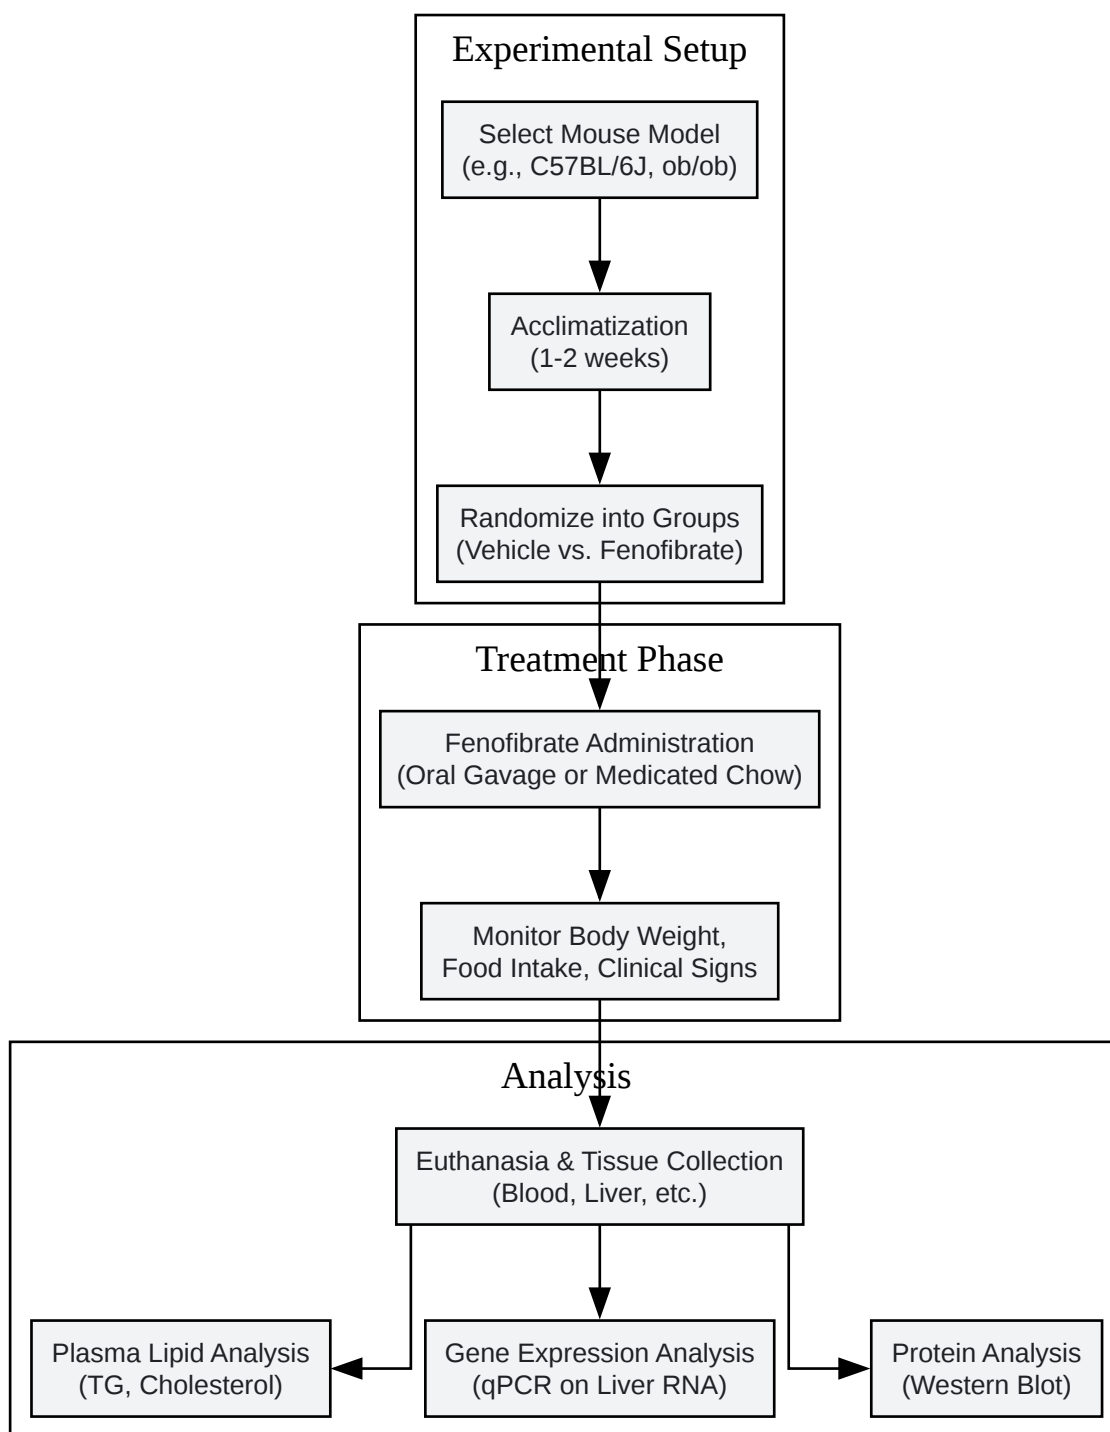 Experimental Setup
Select Mouse Model
(e.g., C57BL/6J, ob/ob)
Acclimatization
(1-2 weeks)
Randomize into Groups
(Vehicle vs. Fenofibrate)
Treatment Phase
Fenofibrate Administration
(Oral Gavage or Medicated Chow)
Monitor Body Weight,
Food Intake, Clinical Signs
Analysis
Euthanasia & Tissue Collection
(Blood, Liver, etc.)
Plasma Lipid Analysis
(TG, Cholesterol)
Gene Expression Analysis
(qPCR on Liver RNA)
Protein Analysis
(Western Blot)